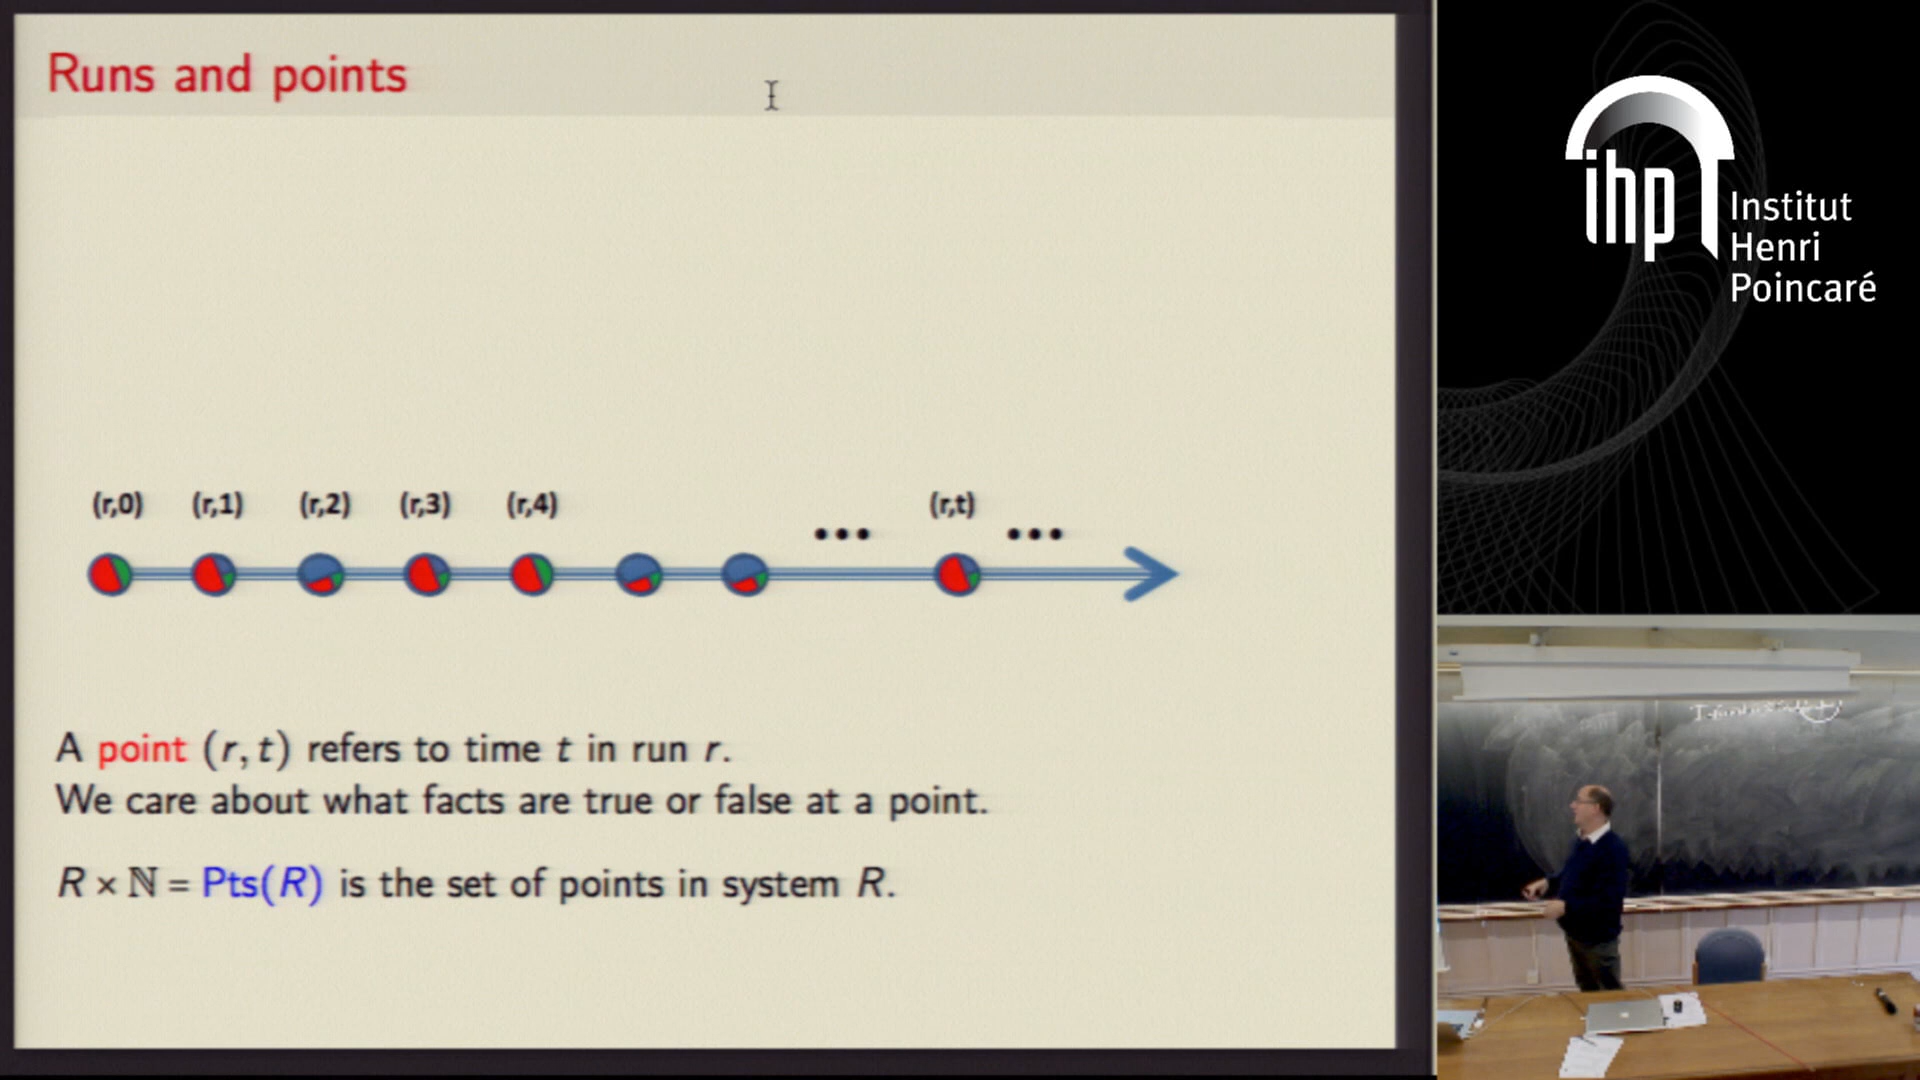 Runs and points
(r,0) (r,1) (r,2) (r,3) (r,4) (r,t)
••• •••
A point (r, t) refers to time t in run r.
We care about what facts are true or false at a point.
R × ℕ = Pts(R) is the set of points in system R.
ihp Institut
Henri
Poincaré